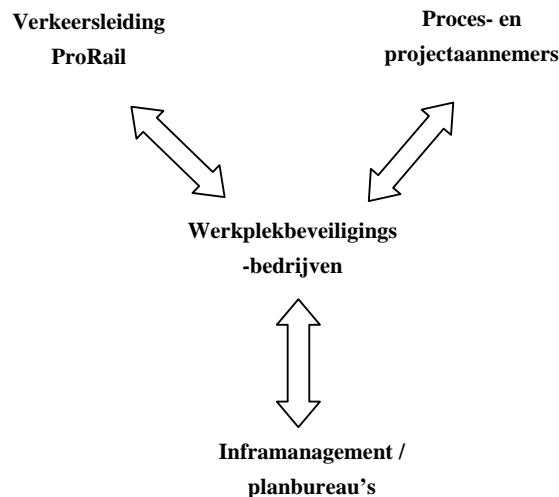 Verkeersleiding
ProRail
Proces- en
projectaannemers
Werkplekbeveiligings
-bedrijven
Inframanagement /
planbureau's